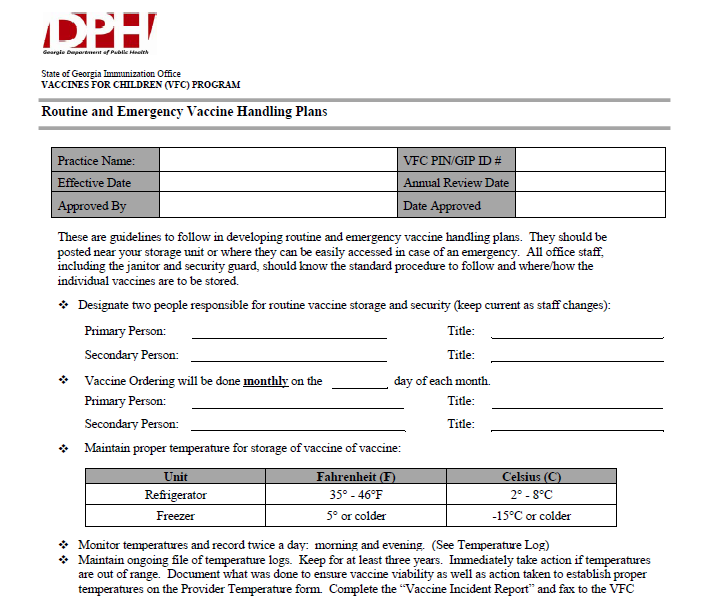 DPH
Georgia Department of Public Health
State of Georgia Immunization Office
VACCINES FOR CHILDREN (VFC) PROGRAM
Routine and Emergency Vaccine Handling Plans
Practice Name: VFC PIN/GIP ID #
Effective Date Annual Review Date
Approved By Date Approved
These are guidelines to follow in developing routine and emergency vaccine handling plans. They should be
posted near your storage unit or where they can be easily accessed in case of an emergency. All office staff,
including the janitor and security guard, should know the standard procedure to follow and where/how the
individual vaccines are to be stored.
❖ Designate two people responsible for routine vaccine storage and security (keep current as staff changes):
Primary Person: Title:
Secondary Person: Title:
❖ Vaccine Ordering will be done monthly on the ________ day of each month.
Primary Person: Title:
Secondary Person: Title:
❖ Maintain proper temperature for storage of vaccine of vaccine:
Unit Fahrenheit (F) Celsius (C)
Refrigerator 35° - 46°F 2° - 8°C
Freezer 5° or colder -15°C or colder
❖ Monitor temperatures and record twice a day: morning and evening. (See Temperature Log)
❖ Maintain ongoing file of temperature logs. Keep for at least three years. Immediately take action if temperatures
are out of range. Document what was done to ensure vaccine viability as well as action taken to establish proper
temperatures on the Provider Temperature form. Complete the “Vaccine Incident Report” and fax to the VFC